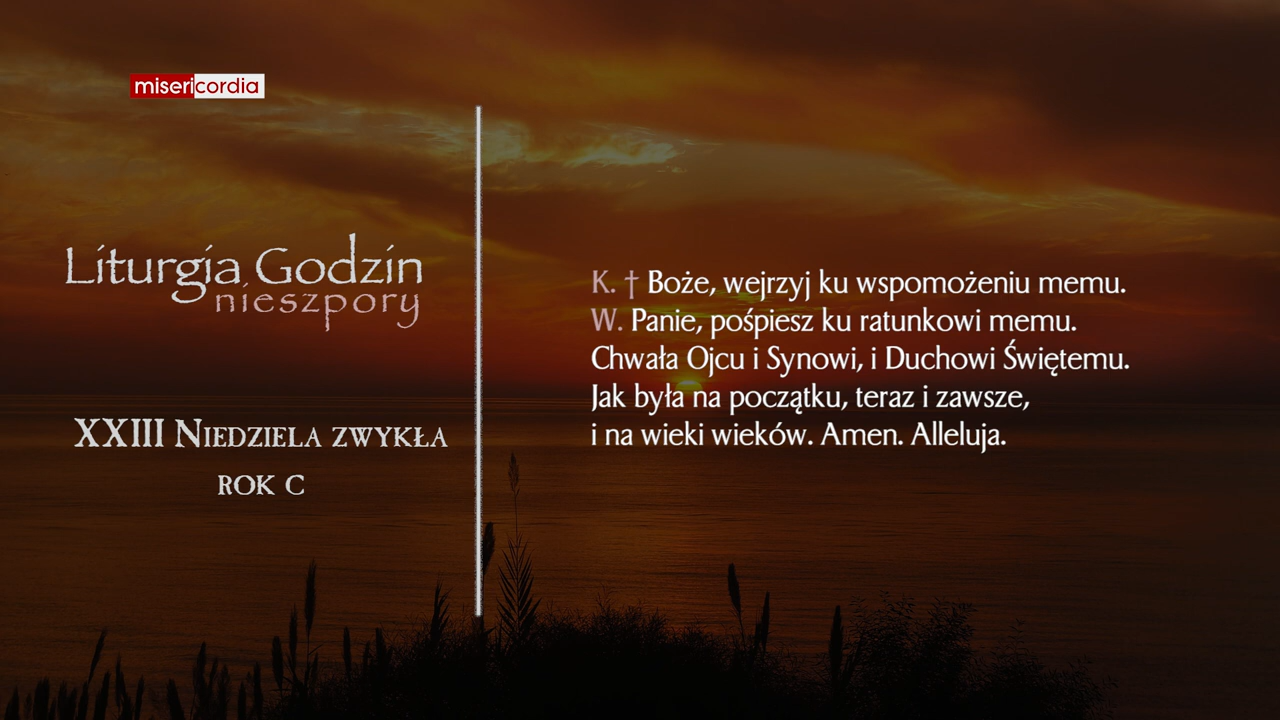 misericordia
Liturgia Godzin
nieszpory
XXIII Niedziela zwykła
rok C
K. † Boże, wejrzyj ku wspomożeniu memu.
W. Panie, pośpiesz ku ratunkowi memu.
Chwała Ojcu i Synowi, i Duchowi Świętemu.
Jak była na początku, teraz i zawsze,
i na wieki wieków. Amen. Alleluja.